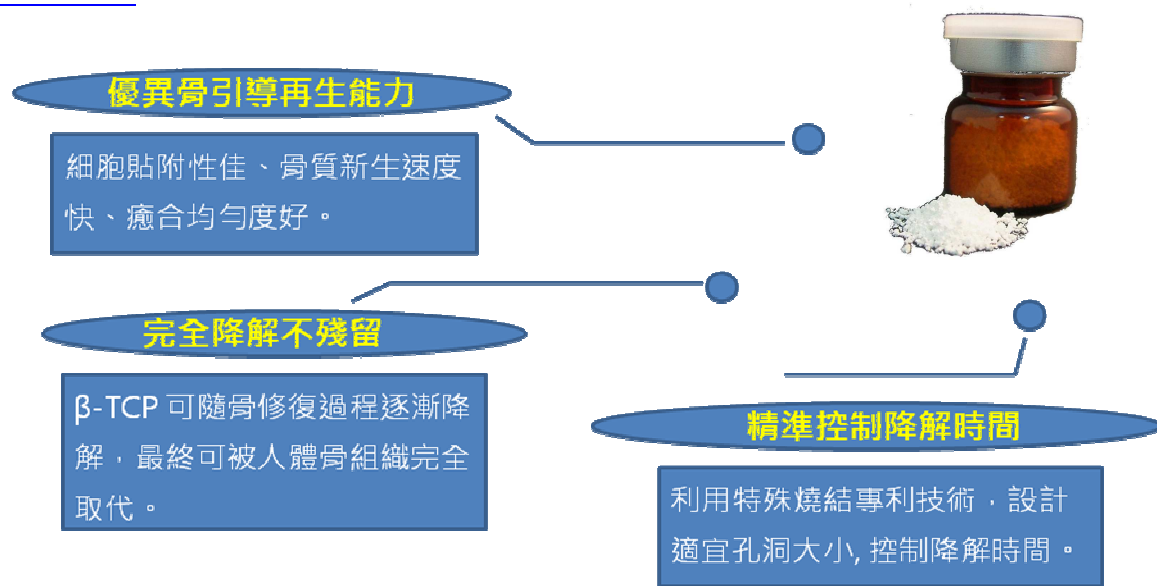 優異骨引導再生能力
細胞貼附性佳、骨質新生速度
快、癒合均勻度好。
完全降解不殘留
β-TCP 可隨骨修復過程逐漸降
解，最終可被人體骨組織完全
取代。
精準控制降解時間
利用特殊燒結專利技術，設計
適宜孔洞大小, 控制降解時間。